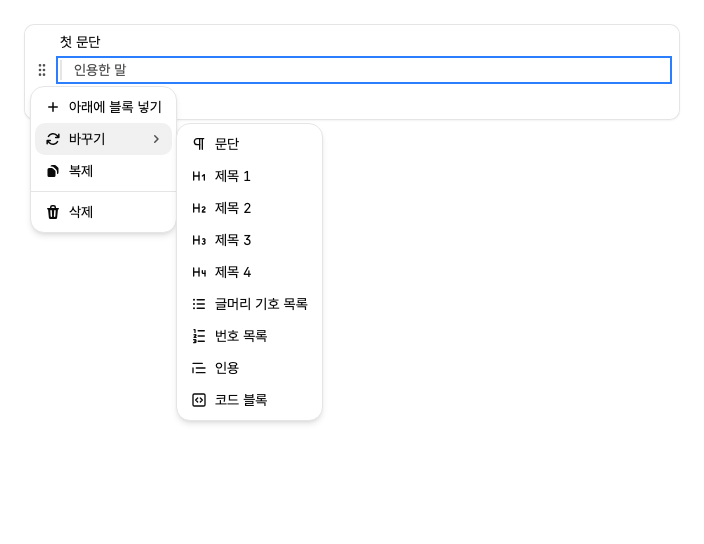 첫 문단
인용한 말
아래에 블록 넣기
바꾸기
복제
삭제
문단
H1 제목 1
H2 제목 2
H3 제목 3
H4 제목 4
글머리 기호 목록
번호 목록
인용
코드 블록